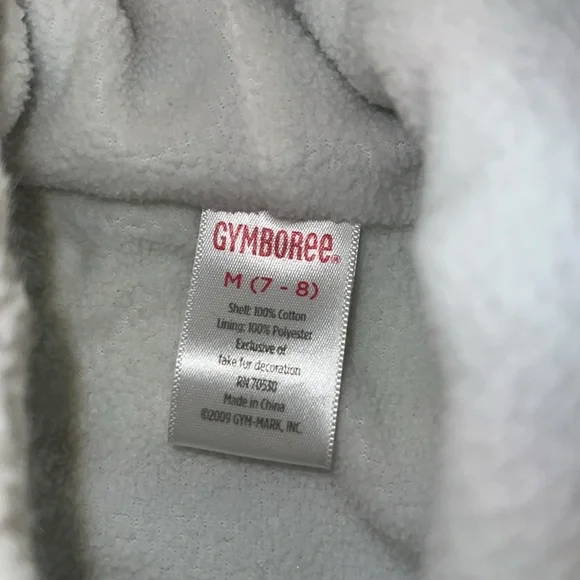 GYMBORee®
M (7 - 8)
Shell: 100% Cotton
Lining: 100% Polyester
Exclusive of
fake fur decoration
RN 70530
Made in China
©2009 GYM-MARK, INC.